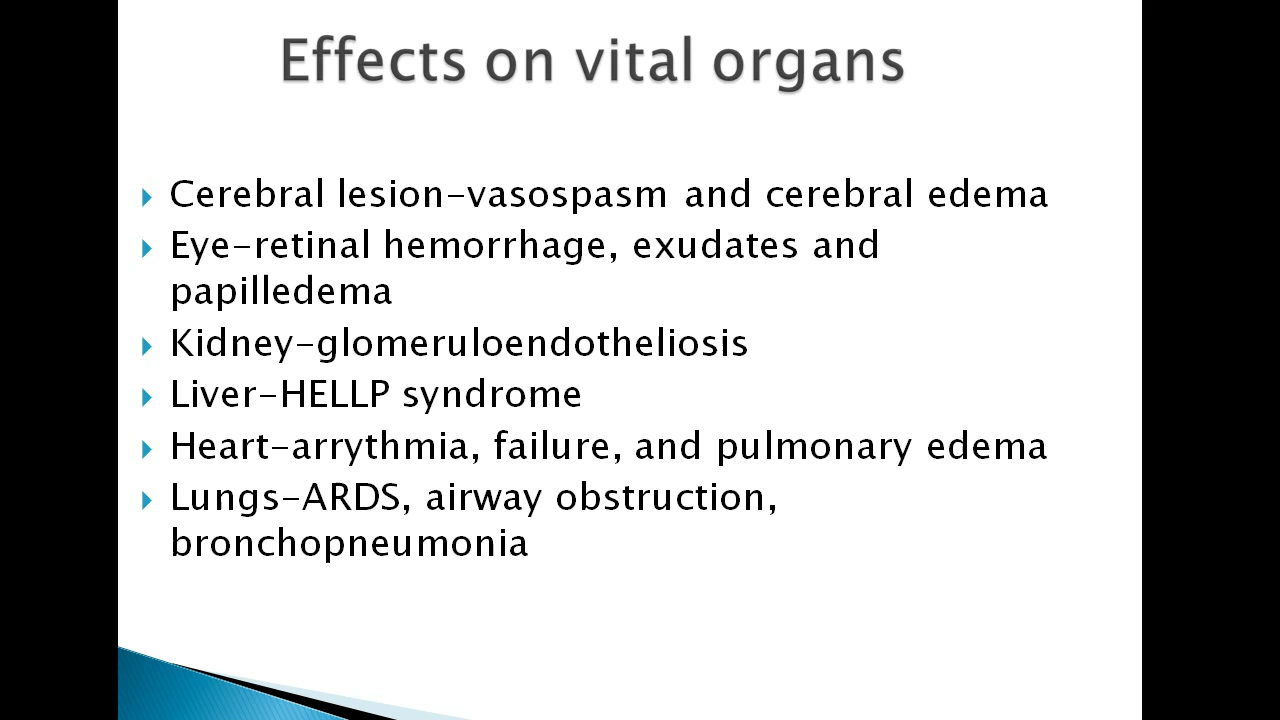 Effects on vital organs
Cerebral lesion-vasospasm and cerebral edema
Eye-retinal hemorrhage, exudates and
papilledema
Kidney-glomeruloendotheliosis
Liver-HELLP syndrome
Heart-arrythmia, failure, and pulmonary edema
Lungs-ARDS, airway obstruction,
bronchopneumonia